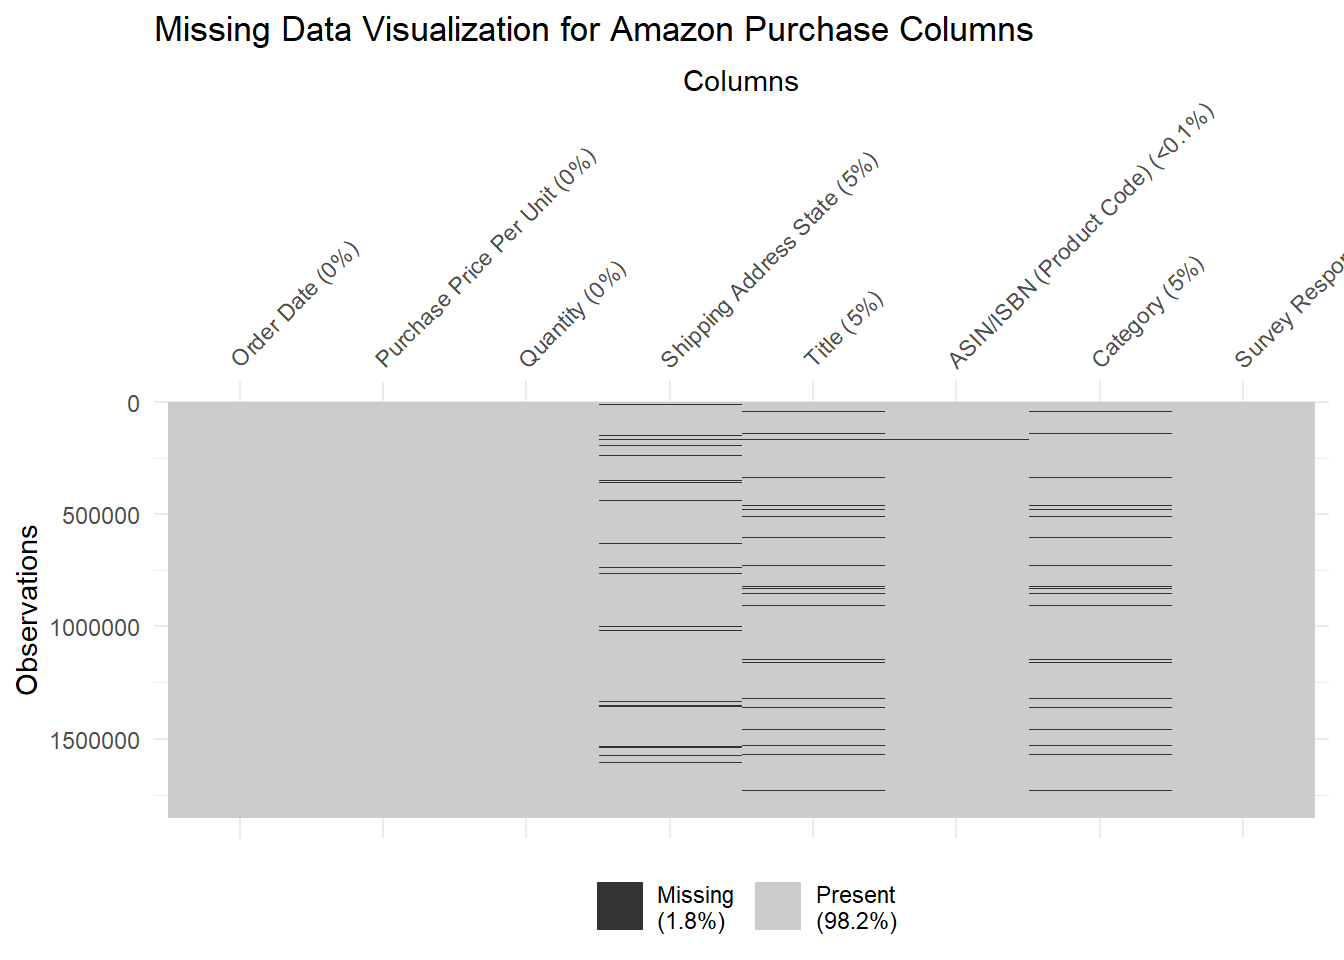 Missing Data Visualization for Amazon Purchase Columns
Columns
Order Date (0%)
Purchase Price Per Unit (0%)
Quantity (0%)
Shipping Address State (5%)
Title (5%)
ASIN/ISBN (Product Code) (<0.1%)
Category (5%)
Survey
Observations
0
500000
1000000
1500000
Missing
(1.8%)
Present
(98.2%)